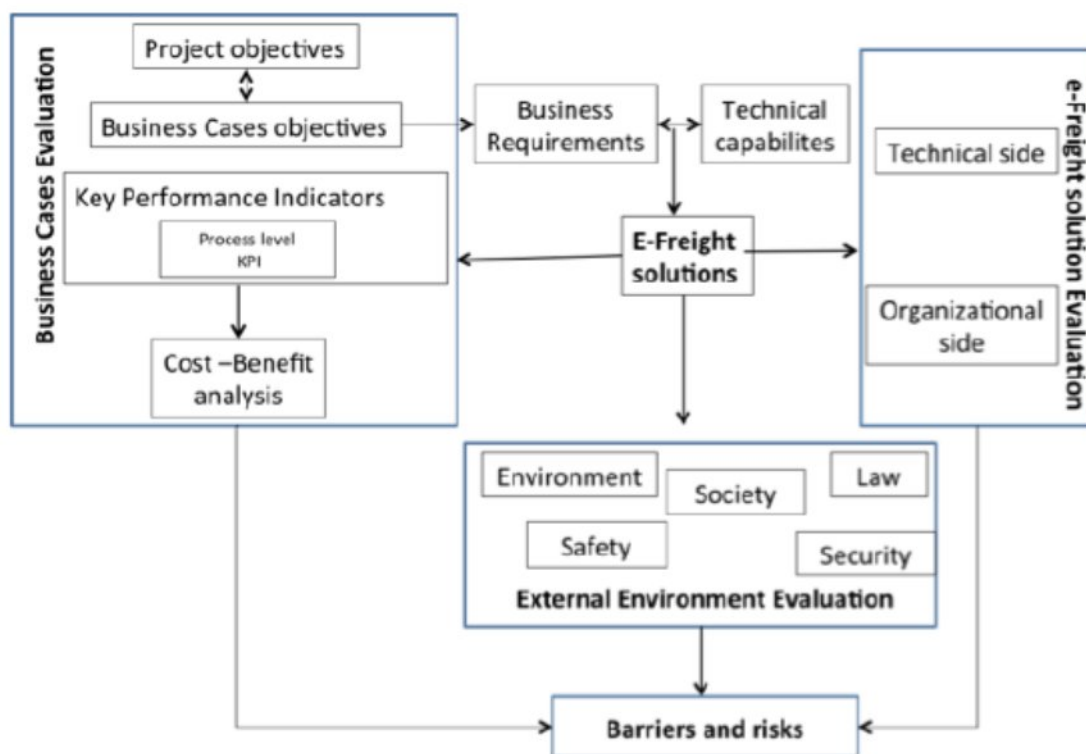 Business Cases Evaluation
Project objectives
Business Cases objectives
Key Performance Indicators
Process level
KPI
Cost –Benefit
analysis
Business
Requirements
Technical
capabilites
E-Freight
solutions
e-Freight solution Evaluation
Technical side
Organizational
side
Environment
Society
Law
Safety
Security
External Environment Evaluation
Barriers and risks